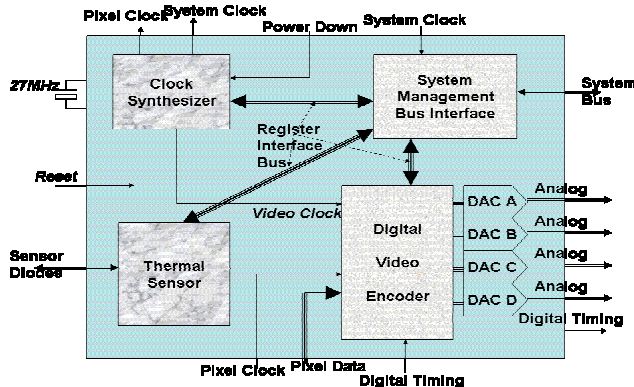 Pixel Clock
System Clock
Power Down
System Clock
27MHz
Clock
Synthesizer
System
Management
Bus Interface
System
Bus
Register
Interface
Bus
Reset
Video Clock
Sensor
Diodes
Thermal
Sensor
Digital
Video
Encoder
DAC A
Analog
DAC B
Analog
DAC C
Analog
DAC D
Analog
Digital Timing
Pixel Clock
Pixel Data
Digital Timing